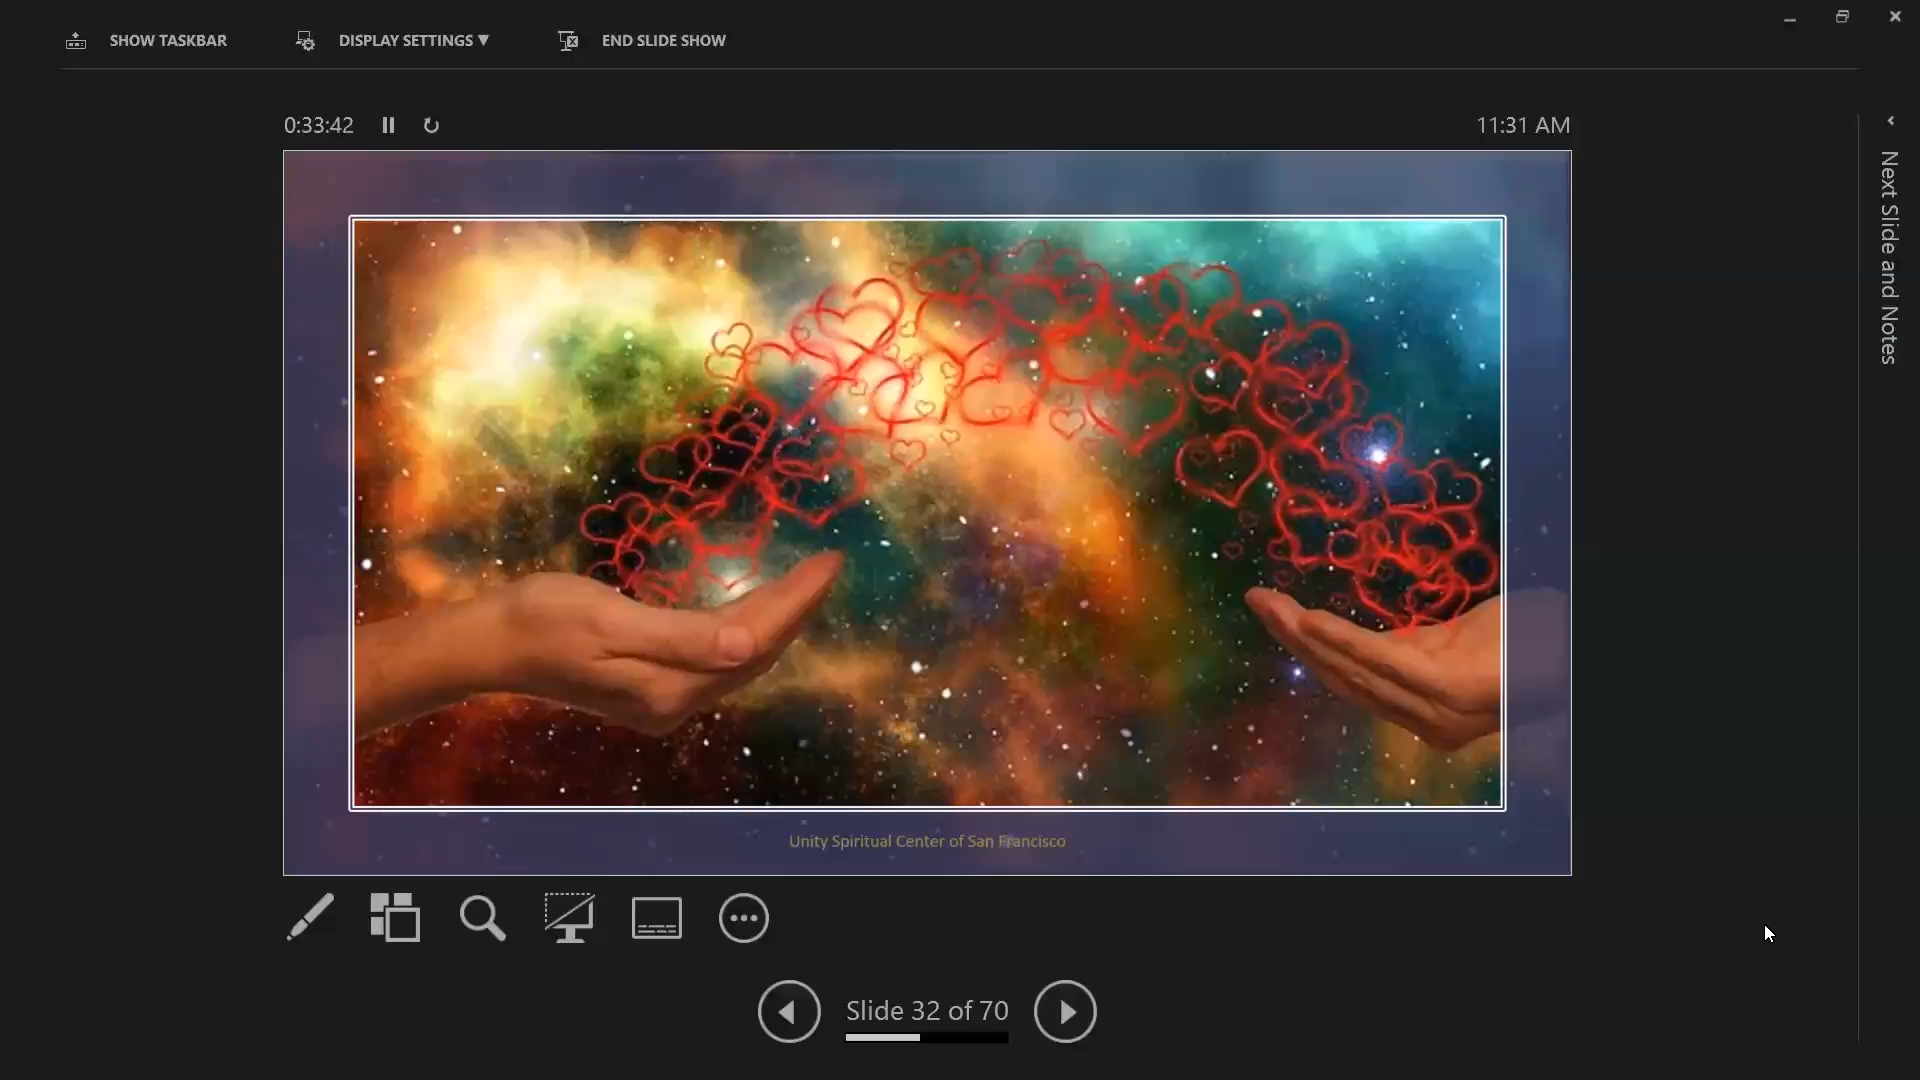 SHOW TASKBAR
DISPLAY SETTINGS ▼
END SLIDE SHOW
0:33:42
11:31 AM
Next Slide and Notes
Unity Spiritual Center of San Francisco
Slide 32 of 70